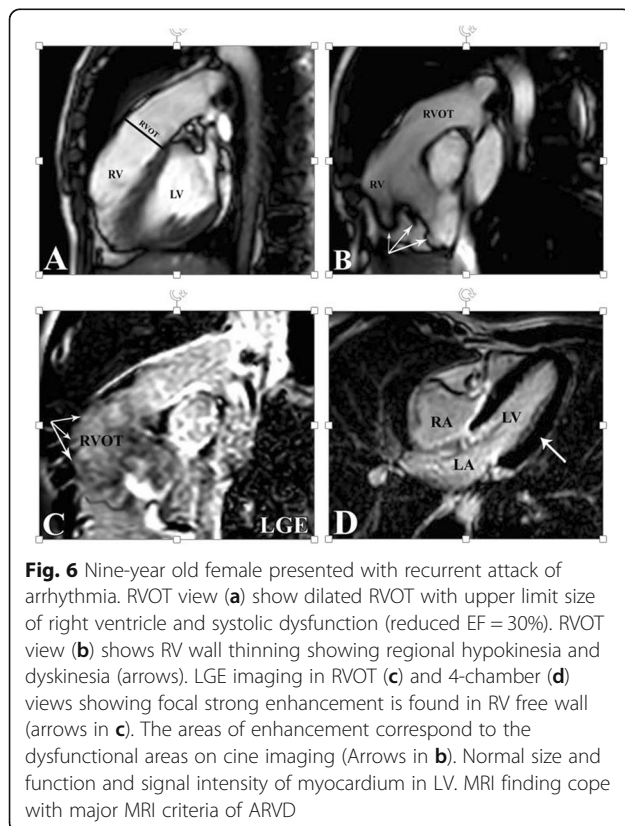 RVOT
RV
LV
A
RVOT
RV
B
RVOT
C
LGE
RA
LV
LA
D
Fig. 6 Nine-year old female presented with recurrent attack of
arrhythmia. RVOT view (a) show dilated RVOT with upper limit size
of right ventricle and systolic dysfunction (reduced EF = 30%). RVOT
view (b) shows RV wall thinning showing regional hypokinesia and
dyskinesia (arrows). LGE imaging in RVOT (c) and 4-chamber (d)
views showing focal strong enhancement is found in RV free wall
(arrows in c). The areas of enhancement correspond to the
dysfunctional areas on cine imaging (Arrows in b). Normal size and
function and signal intensity of myocardium in LV. MRI finding cope
with major MRI criteria of ARVD